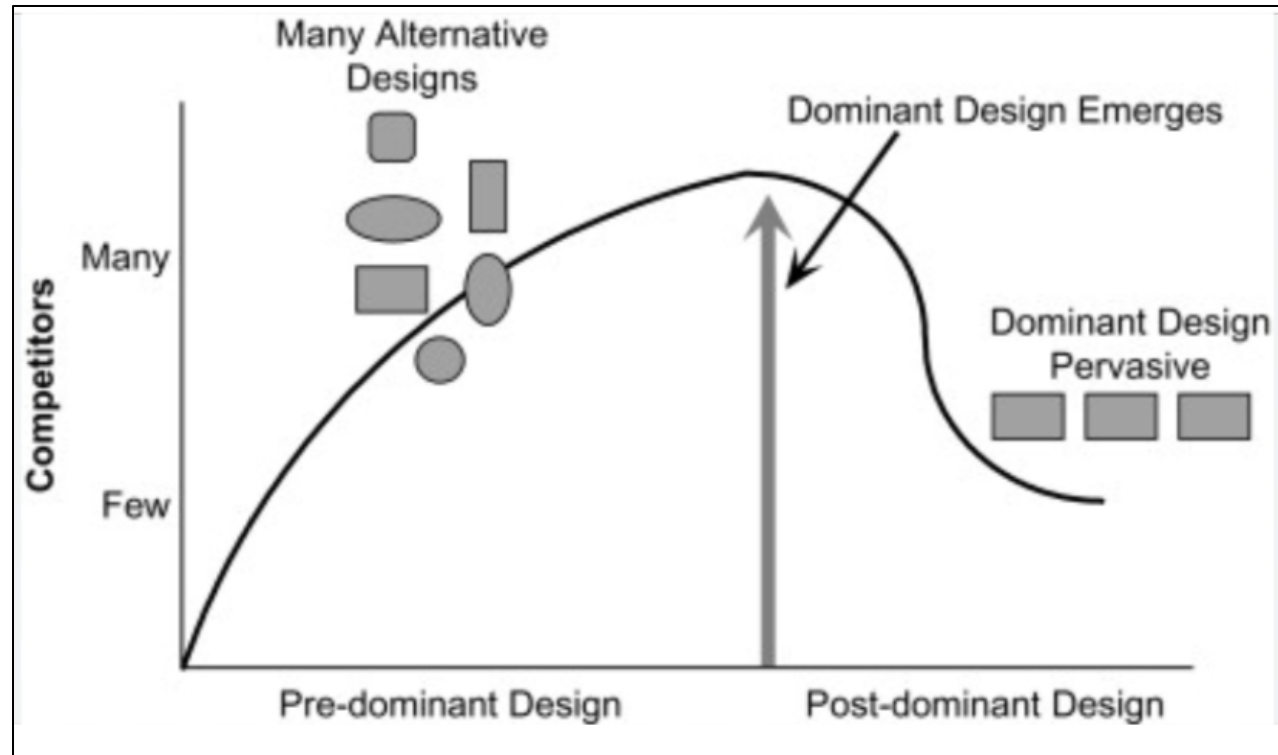 Many Alternative
Designs
Dominant Design Emerges
Many
Dominant Design
Pervasive
Competitors
Few
Pre-dominant Design
Post-dominant Design